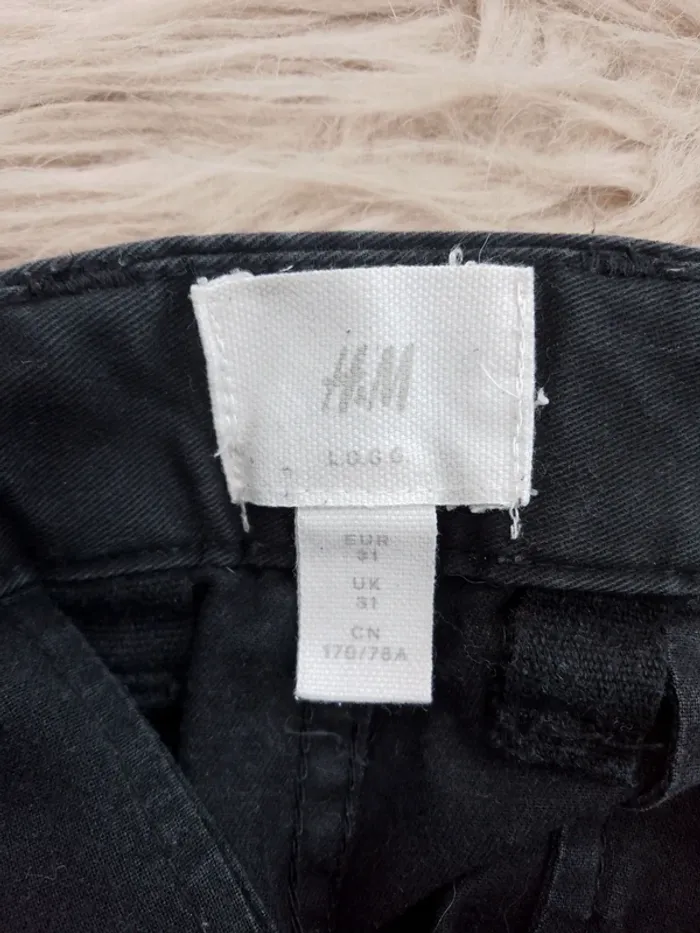 H&M
L.O.G.G.
EUR
31
UK
31
CN
170/78A